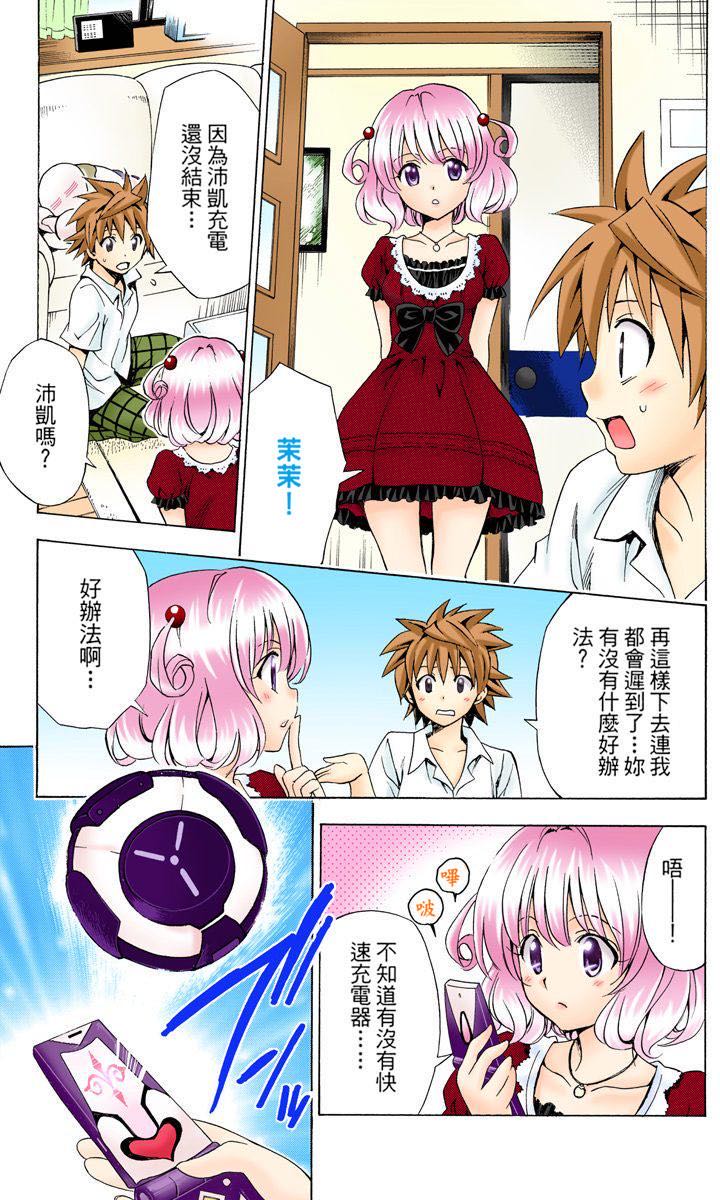 茉茉！
因為沛凱充電
還沒結束…
沛凱嗎？
再這樣下去連我
都會遲到了…妳
有沒有什麼好辦
法？
好辦法啊…
唔——！
嗶
啵
不知道有沒有快
速充電器……
ブン